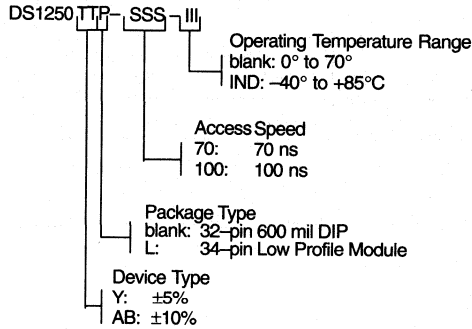 DS1250 TTP–SSS–III
Operating Temperature Range
blank: 0° to 70°
IND: –40° to +85°C
Access Speed
70: 70 ns
100: 100 ns
Package Type
blank: 32–pin 600 mil DIP
L: 34–pin Low Profile Module
Device Type
Y: ±5%
AB: ±10%